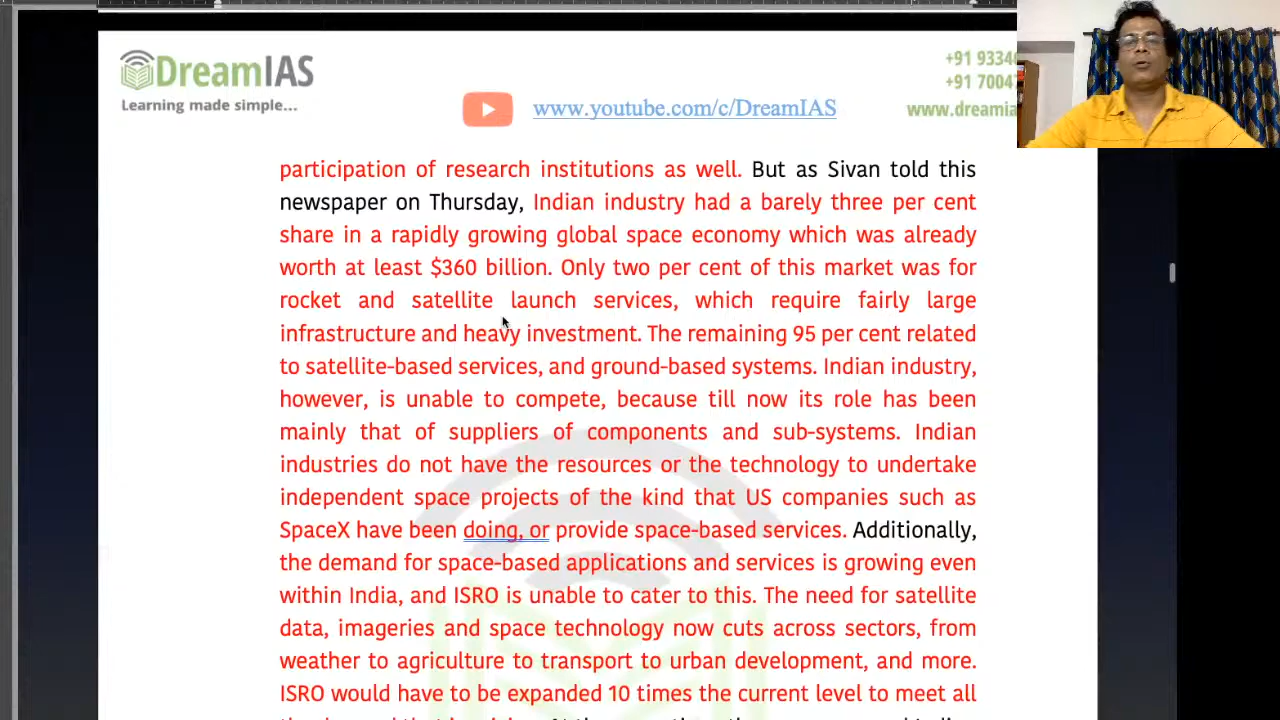 DreamIAS
Learning made simple...
www.youtube.com/c/DreamIAS
+91 9334
+91 7004
www.dreamia
participation of research institutions as well. But as Sivan told this
newspaper on Thursday, Indian industry had a barely three per cent
share in a rapidly growing global space economy which was already
worth at least $360 billion. Only two per cent of this market was for
rocket and satellite launch services, which require fairly large
infrastructure and heavy investment. The remaining 95 per cent related
to satellite-based services, and ground-based systems. Indian industry,
however, is unable to compete, because till now its role has been
mainly that of suppliers of components and sub-systems. Indian
industries do not have the resources or the technology to undertake
independent space projects of the kind that US companies such as
SpaceX have been doing, or provide space-based services. Additionally,
the demand for space-based applications and services is growing even
within India, and ISRO is unable to cater to this. The need for satellite
data, imageries and space technology now cuts across sectors, from
weather to agriculture to transport to urban development, and more.
ISRO would have to be expanded 10 times the current level to meet all